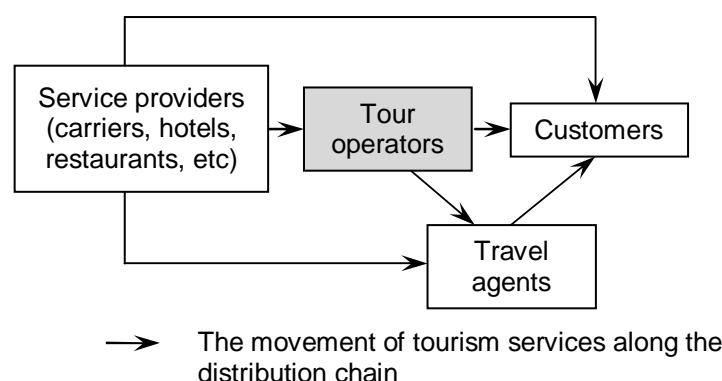 Service providers
(carriers, hotels,
restaurants, etc)
Tour
operators
Customers
Travel
agents
The movement of tourism services along the
distribution chain